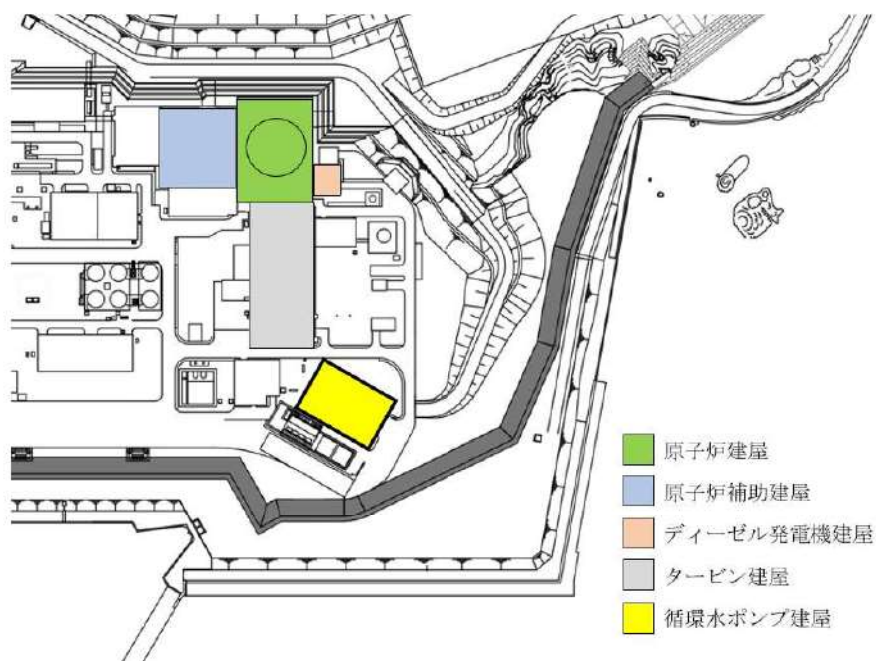 原子炉建屋
原子炉補助建屋
ディーゼル発電機建屋
タービン建屋
循環水ポンプ建屋